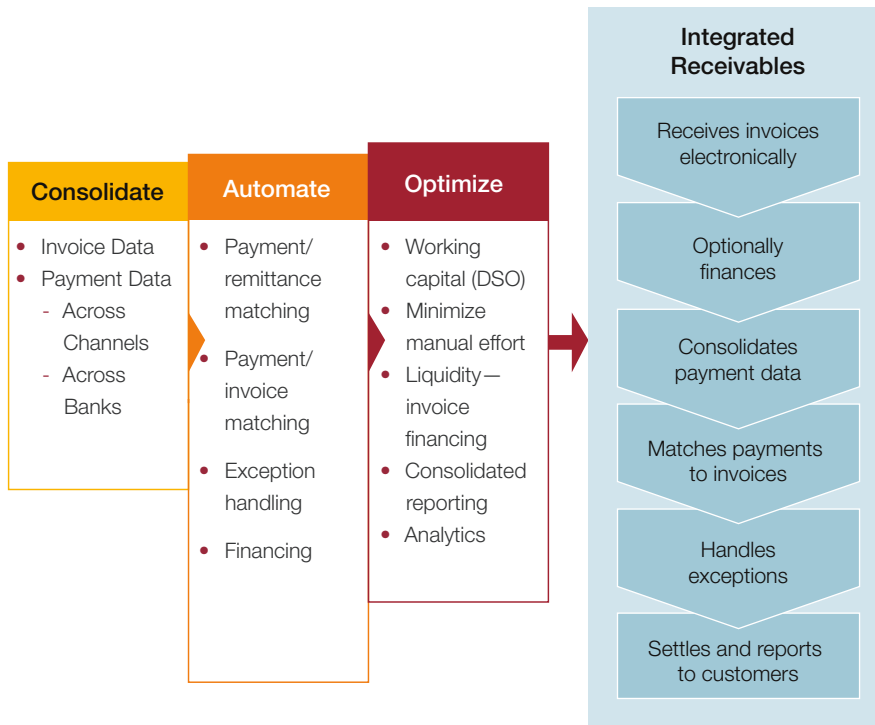 Consolidate
• Invoice Data
• Payment Data
- Across
Channels
- Across
Banks
Automate
• Payment/
remittance
matching
• Payment/
invoice
matching
• Exception
handling
• Financing
Optimize
• Working
capital (DSO)
• Minimize
manual effort
• Liquidity—
invoice
financing
• Consolidated
reporting
• Analytics
Integrated
Receivables
Receives invoices
electronically
Optionally
finances
Consolidates
payment data
Matches payments
to invoices
Handles
exceptions
Settles and reports
to customers